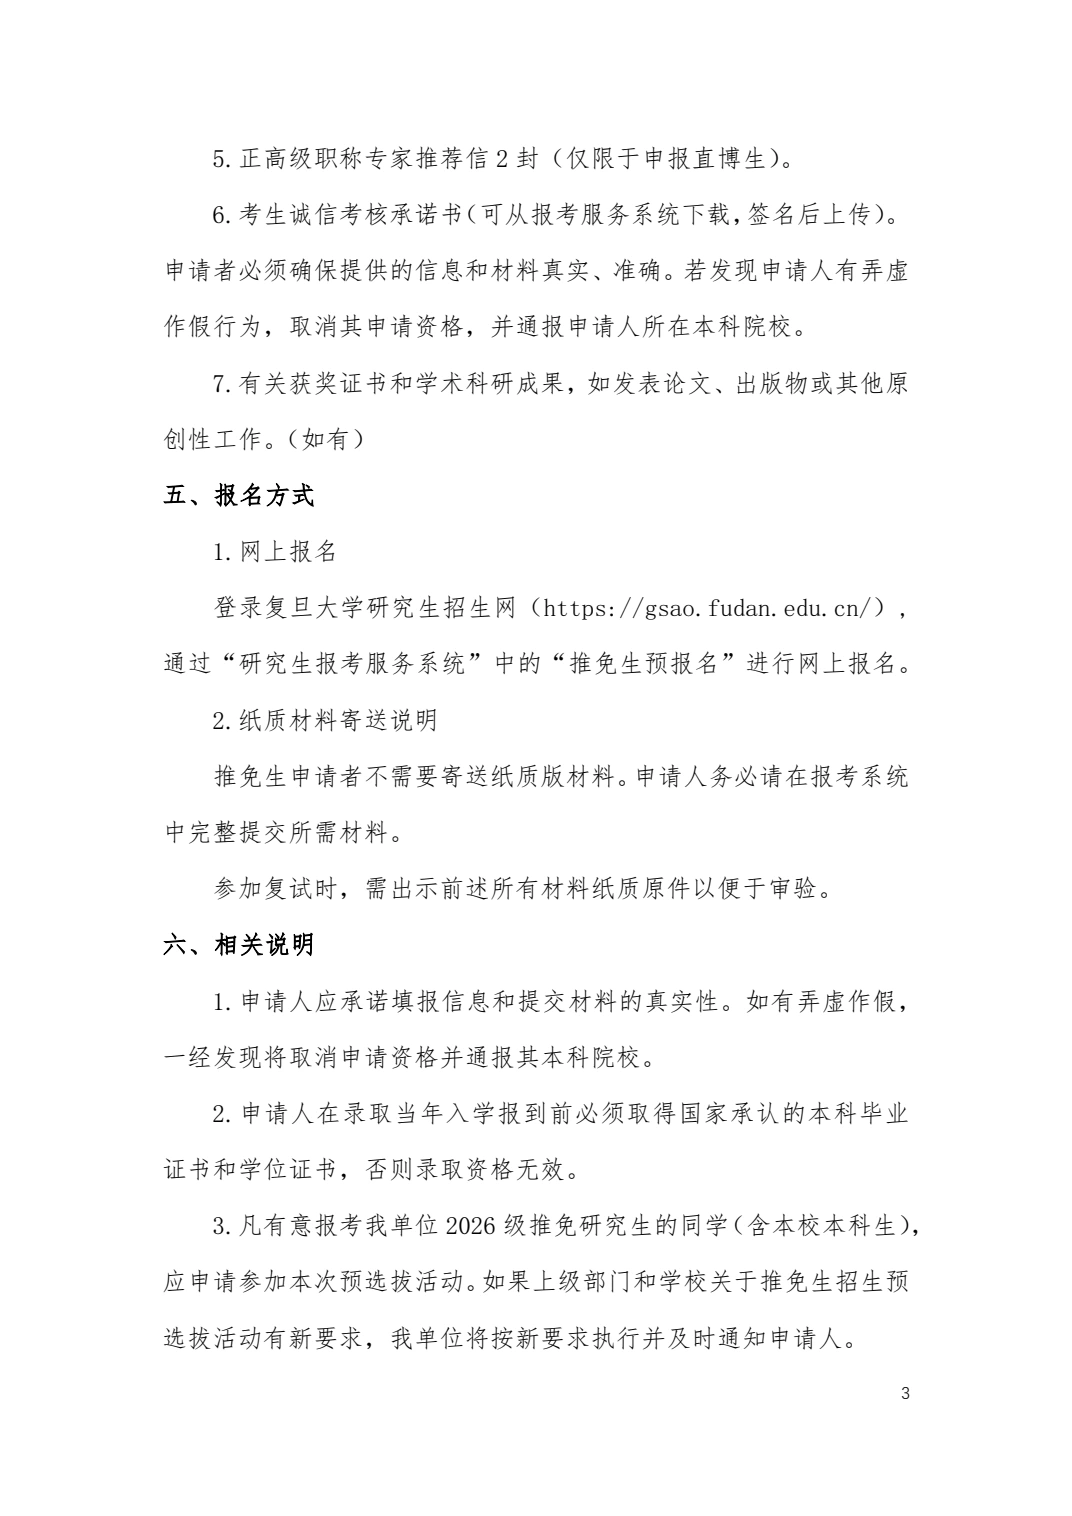 5.正高级职称专家推荐信2封（仅限于申报直博生）。
6.考生诚信考核承诺书（可从报考服务系统下载，签名后上传）。
申请者必须确保提供的信息和材料真实、准确。若发现申请人有弄虚
作假行为，取消其申请资格，并通报申请人所在本科院校。
7.有关获奖证书和学术科研成果，如发表论文、出版物或其他原
创性工作。（如有）
五、报名方式
1.网上报名
登录复旦大学研究生招生网（https://gsao.fudan.edu.cn/），
通过“研究生报考服务系统”中的“推免生预报名”进行网上报名。
2.纸质材料寄送说明
推免生申请者不需要寄送纸质版材料。申请人务必请在报考系统
中完整提交所需材料。
参加复试时，需出示前述所有材料纸质原件以便于审验。
六、相关说明
1.申请人应承诺填报信息和提交材料的真实性。如有弄虚作假，
一经发现将取消申请资格并通报其本科院校。
2.申请人在录取当年入学报到前必须取得国家承认的本科毕业
证书和学位证书，否则录取资格无效。
3.凡有意报考我单位2026级推免研究生的同学（含本校本科生），
应申请参加本次预选拔活动。如果上级部门和学校关于推免生招生预
选拔活动有新要求，我单位将按新要求执行并及时通知申请人。
3